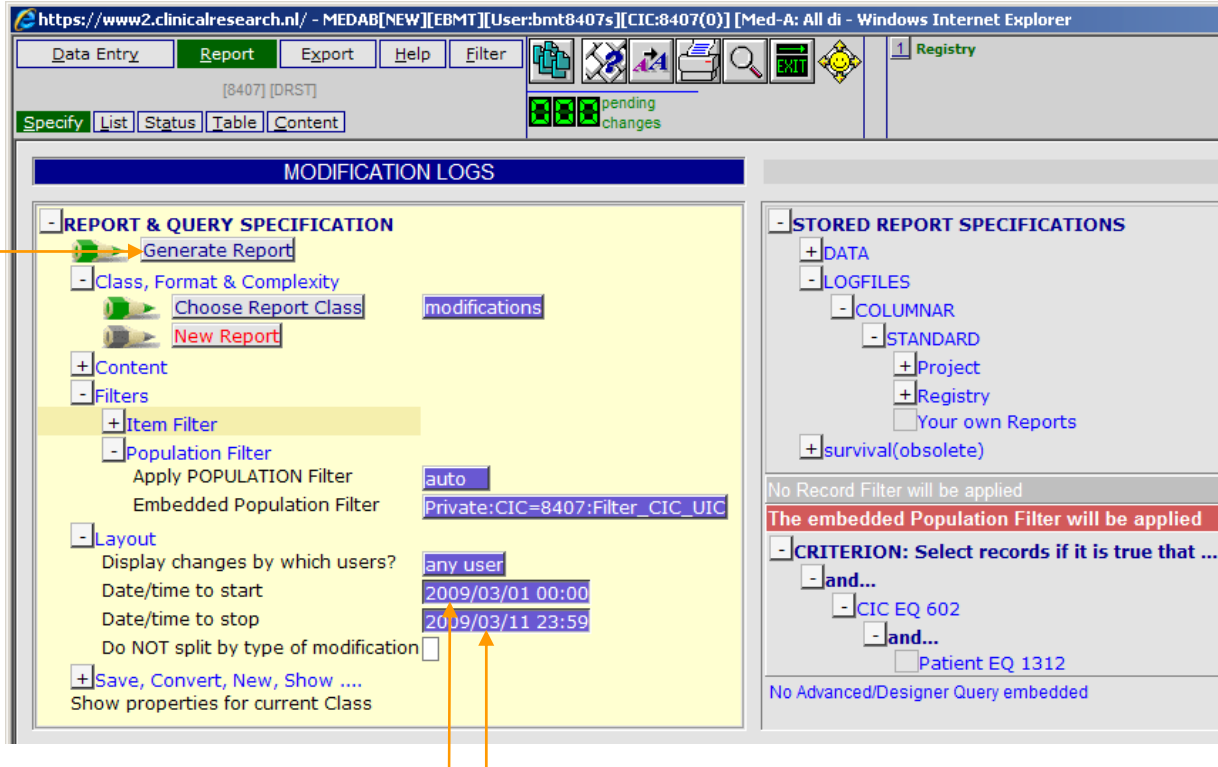 https://www2.clinicalresearch.nl/ - MEDAB[NEW][EBMT][User:bmt8407s][CIC:8407(0)] [Med-A: All di - Windows Internet Explorer
Data Entry Report Export Help Filter
[8407] [DRST]
Specify List Status Table Content
EXIT
888 pending
changes
1 Registry
MODIFICATION LOGS
- REPORT & QUERY SPECIFICATION
Generate Report
- Class, Format & Complexity
Choose Report Class modifications
New Report
+ Content
- Filters
+ Item Filter
- Population Filter
Apply POPULATION Filter auto
Embedded Population Filter Private:CIC=8407:Filter_CIC_UIC
- Layout
Display changes by which users? any user
Date/time to start 2009/03/01 00:00
Date/time to stop 2009/03/11 23:59
Do NOT split by type of modification
+ Save, Convert, New, Show ....
Show properties for current Class
- STORED REPORT SPECIFICATIONS
+ DATA
- LOGFILES
- COLUMNAR
- STANDARD
+ Project
+ Registry
Your own Reports
+ survival(obsolete)
No Record Filter will be applied
The embedded Population Filter will be applied
- CRITERION: Select records if it is true that ...
- and...
- CIC EQ 602
- and...
Patient EQ 1312
No Advanced/Designer Query embedded